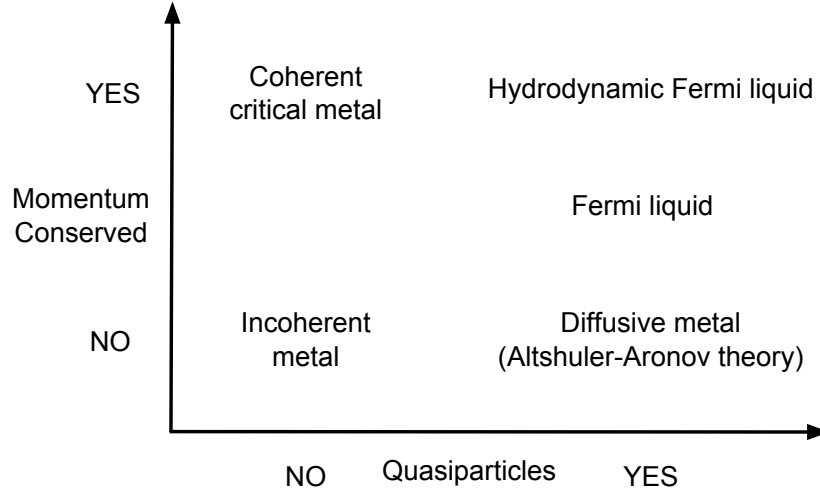 YES
Coherent
critical metal
Hydrodynamic Fermi liquid
Momentum
Conserved
Fermi liquid
NO
Incoherent
metal
Diffusive metal
(Altshuler-Aronov theory)
NO
Quasiparticles
YES